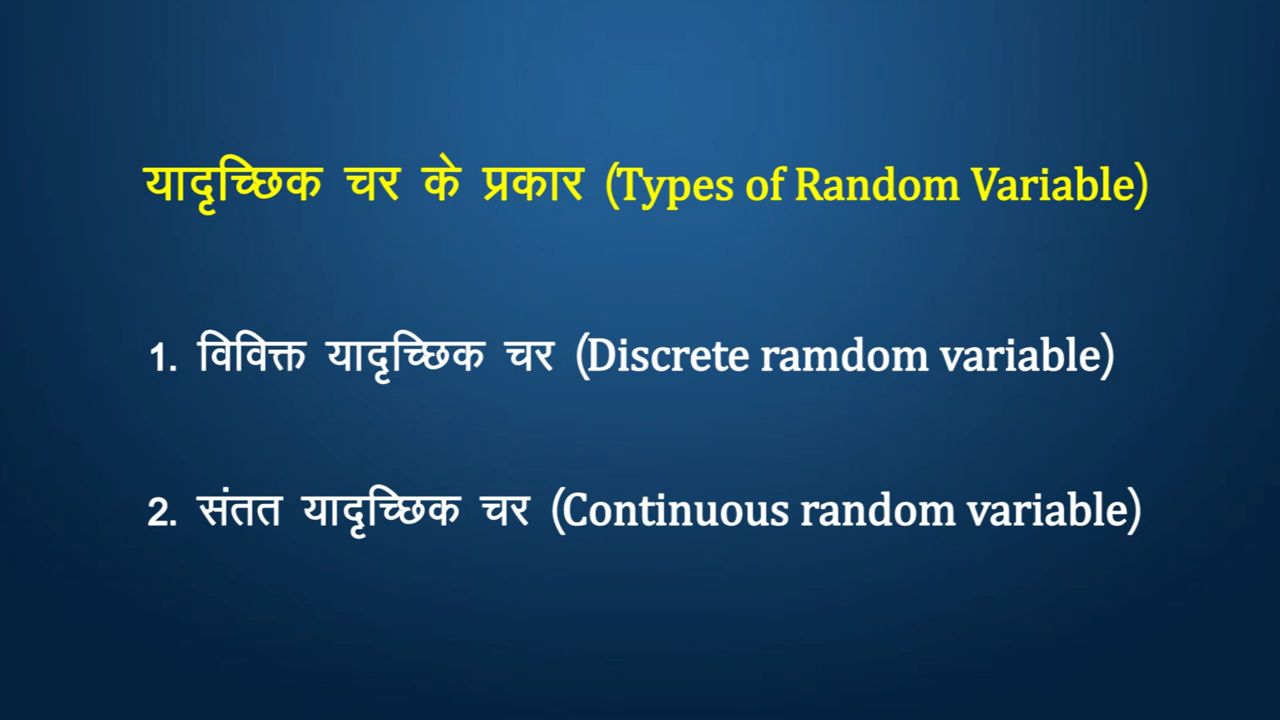 यादृच्छिक चर के प्रकार (Types of Random Variable)
1. विविक्त यादृच्छिक चर (Discrete ramdom variable)
2. संतत यादृच्छिक चर (Continuous random variable)